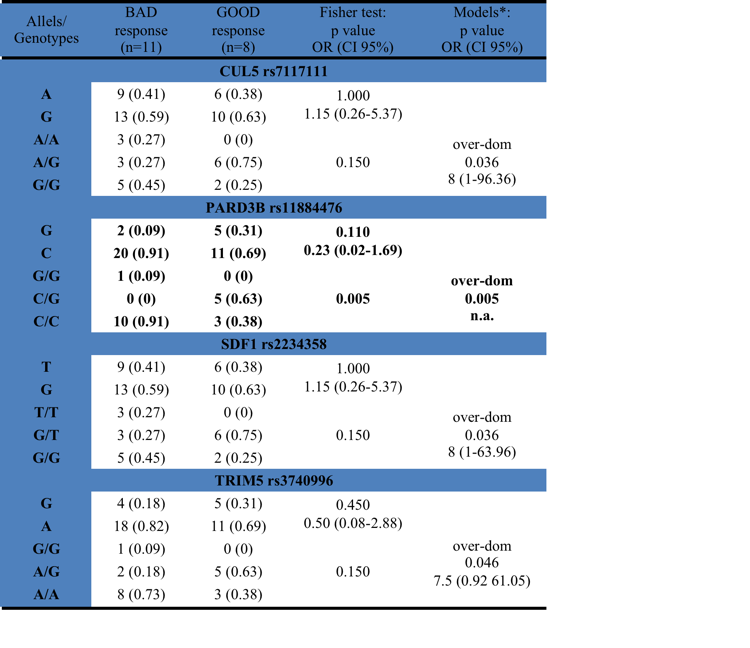 Allels/ Genotypes BAD response (n=11) GOOD response (n=8) Fisher test: p value OR (CI 95%) Models*: p value OR (CI 95%)
CUL5 rs7117111
A 9 (0.41) 6 (0.38) 1.000
G 13 (0.59) 10 (0.63) 1.15 (0.26-5.37)
A/A 3 (0.27) 0 (0) over-dom
A/G 3 (0.27) 6 (0.75) 0.150 0.036
G/G 5 (0.45) 2 (0.25) 8 (1-96.36)
PARD3B rs11884476
G 2 (0.09) 5 (0.31) 0.110
C 20 (0.91) 11 (0.69) 0.23 (0.02-1.69)
G/G 1 (0.09) 0 (0) over-dom
C/G 0 (0) 5 (0.63) 0.005 0.005
C/C 10 (0.91) 3 (0.38) n.a.
SDF1 rs2234358
T 9 (0.41) 6 (0.38) 1.000
G 13 (0.59) 10 (0.63) 1.15 (0.26-5.37)
T/T 3 (0.27) 0 (0) over-dom
G/T 3 (0.27) 6 (0.75) 0.150 0.036
G/G 5 (0.45) 2 (0.25) 8 (1-63.96)
TRIM5 rs3740996
G 4 (0.18) 5 (0.31) 0.450
A 18 (0.82) 11 (0.69) 0.50 (0.08-2.88)
G/G 1 (0.09) 0 (0) over-dom
A/G 2 (0.18) 5 (0.63) 0.150 0.046
A/A 8 (0.73) 3 (0.38) 7.5 (0.92 61.05)